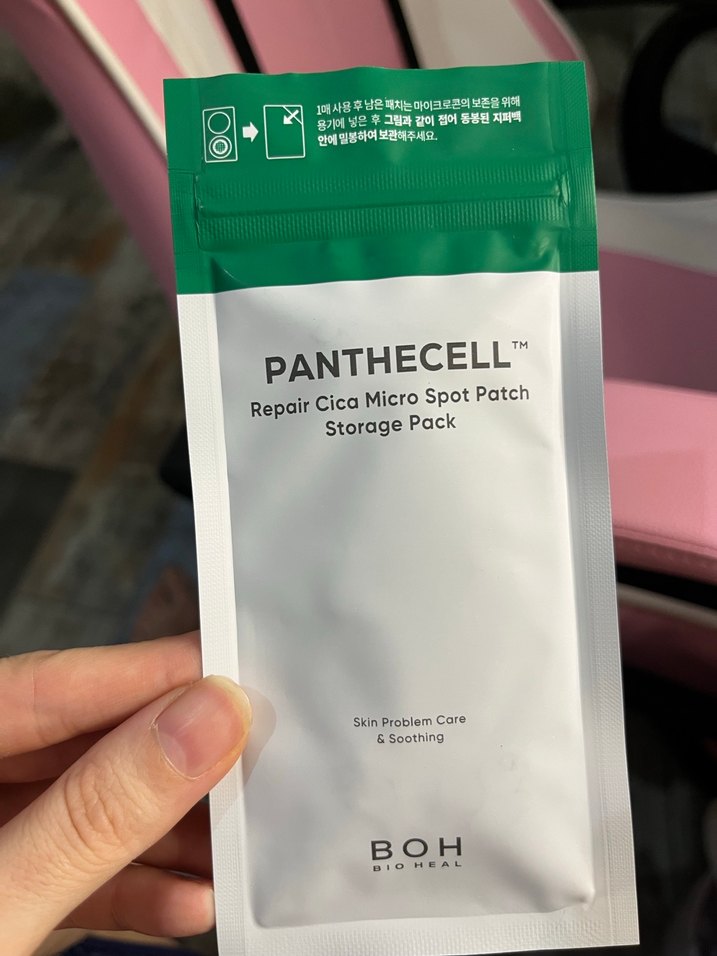 1매 사용 후 남은 패치는 마이크로콘의 보존을 위해
용기에 넣은 후 그림과 같이 접어 동봉된 지퍼백
안에 밀봉하여 보관해주세요.
PANTHECELL™
Repair Cica Micro Spot Patch
Storage Pack
Skin Problem Care
& Soothing
BOH
BIO HEAL